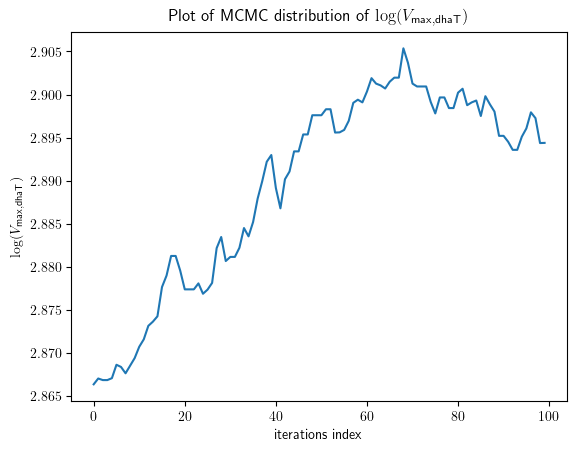 Plot of MCMC distribution of log(V_max,dhaT)
log(V_max,dhaT)
2.905
2.900
2.895
2.890
2.885
2.880
2.875
2.870
2.865
0 20 40 60 80 100
iterations index